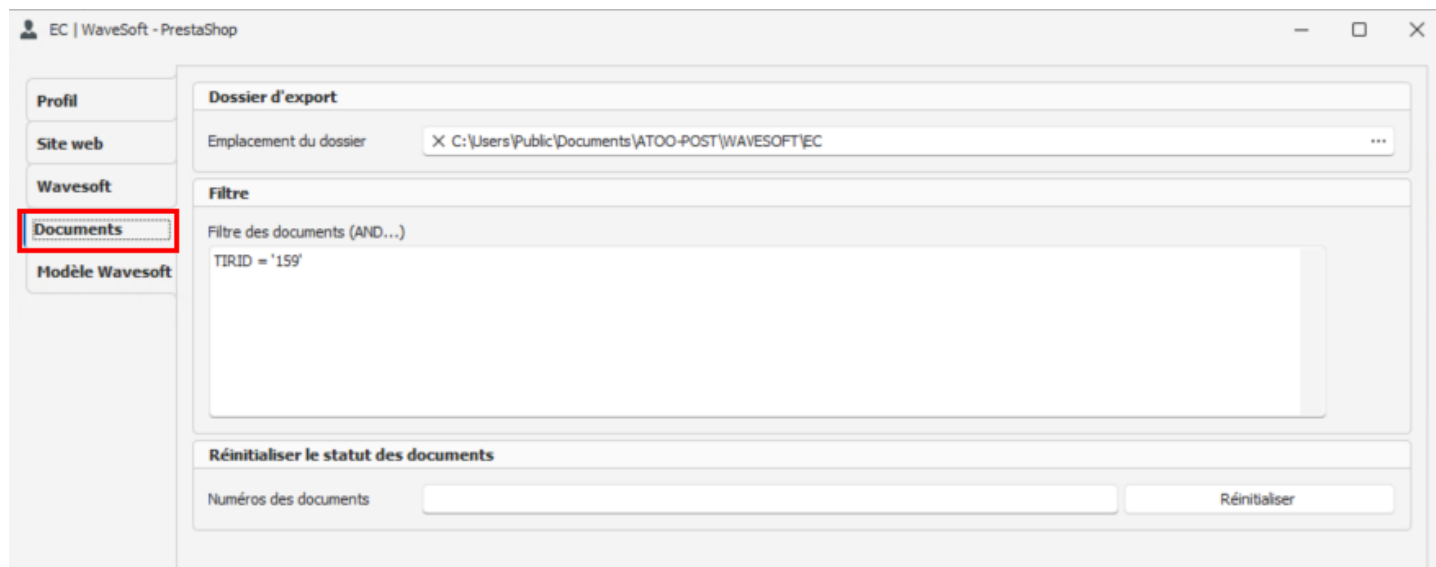 EC | WaveSoft - PrestaShop
Profil
Site web
Wavesoft
Documents
Modèle Wavesoft
Dossier d'export
Emplacement du dossier
C:\Users\Public\Documents\ATOO-POST\WAVESOFT\EC
...
Filtre
Filtre des documents (AND...)
TIRID = '159'
Réinitialiser le statut des documents
Numéros des documents
Réinitialiser